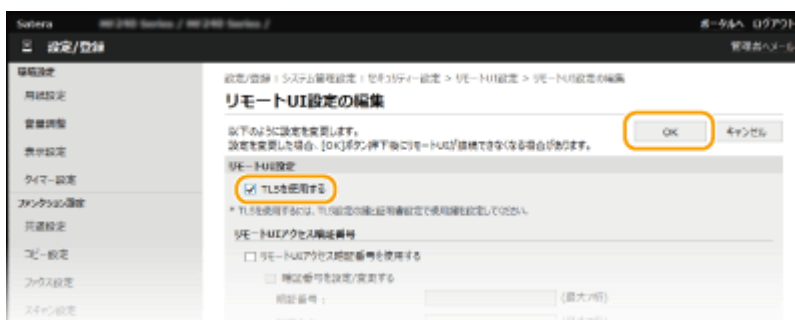 Satera MF240 Series / MF240 Series / ポータルへ ログアウト
設定/登録 管理者へメール
環境設定
用紙設定
音量調整
表示設定
タイマー設定
ファンクション設定
共通設定
コピー設定
ファクス設定
スキャン設定
設定/登録 : システム管理設定 : セキュリティー設定 > リモートUI設定 > リモートUI設定の編集
リモートUI設定の編集
以下のように設定を変更します。
設定を変更した場合、[OK]ボタン押下後にリモートUIが接続できなくなる場合があります。
OK キャンセル
リモートUI設定
TLSを使用する
* TLSを使用するには、TLS設定の鍵と証明書設定で使用鍵を設定してください。
リモートUIアクセス暗証番号
リモートUIアクセス暗証番号を使用する
暗証番号を設定/変更する
暗証番号 : (最大7桁)